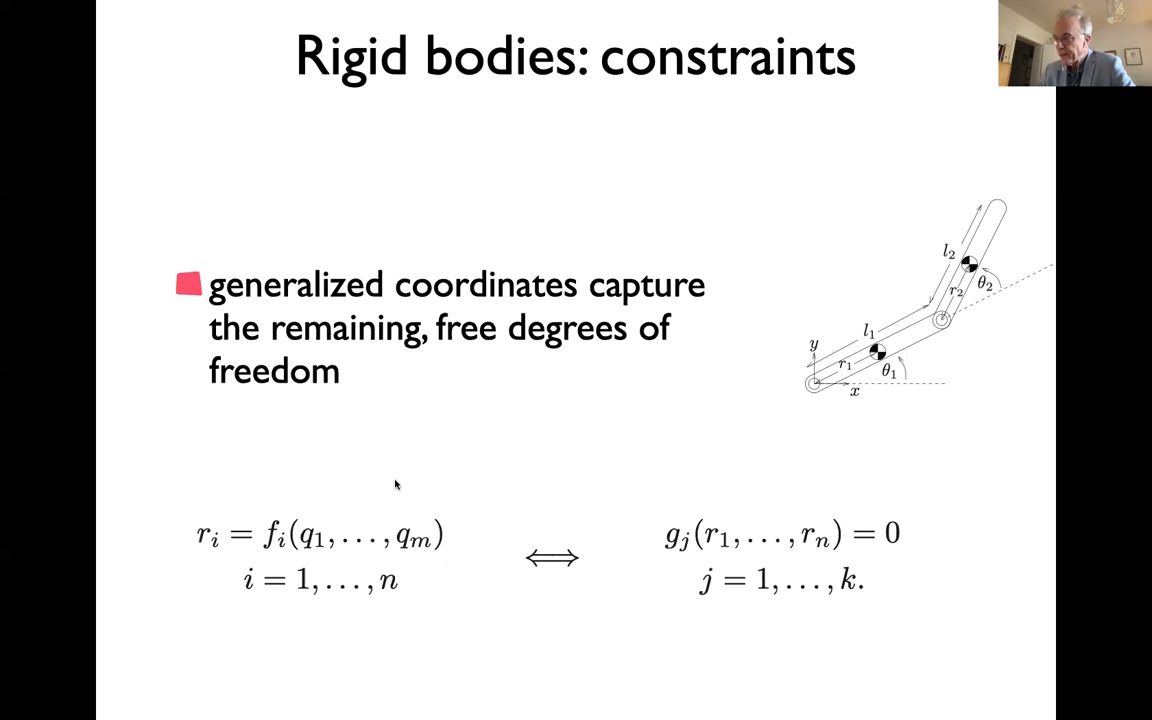 Rigid bodies: constraints
generalized coordinates capture
the remaining, free degrees of
freedom
l₂
r₂
θ₂
l₁
y
r₁
θ₁
x
rᵢ = fᵢ(q₁, . . . , qₘ)
i = 1, . . . , n
⟺
gⱼ(r₁, . . . , rₙ) = 0
j = 1, . . . , k.